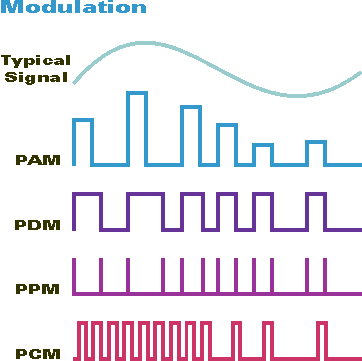 Modulation
Typical
Signal
PAM
PDM
PPM
PCM